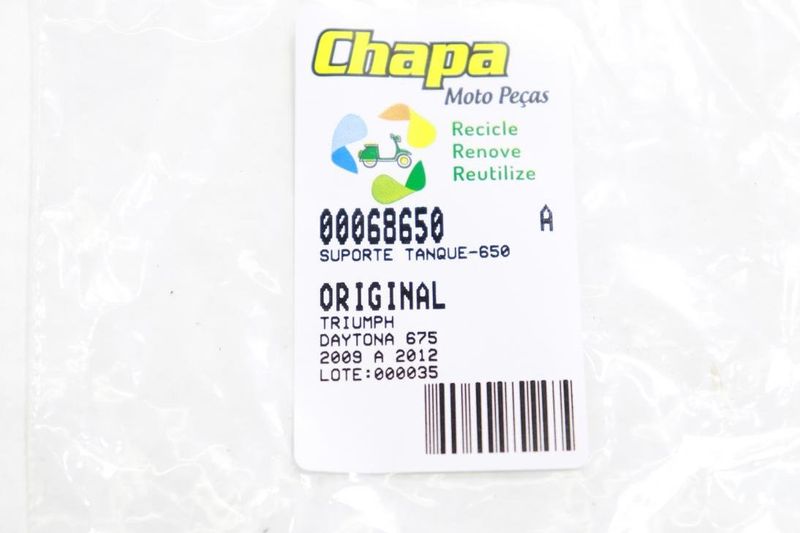 Chapa
Moto Peças
Recicle
Renove
Reutilize
00068650 A
SUPORTE TANQUE-650
ORIGINAL
TRIUMPH
DAYTONA 675
2009 A 2012
LOTE:000035